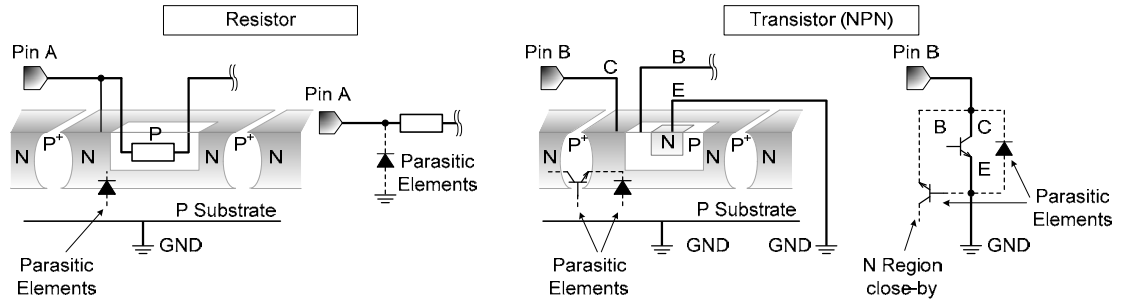 Resistor
Pin A
N
P+
N
P
N
P+
N
Parasitic
Elements
P Substrate
GND
Pin A
Parasitic
Elements
Transistor (NPN)
Pin B
C
B
E
N
P+
N
N
P
N
P+
N
P Substrate
GND
GND
Parasitic
Elements
Pin B
B
C
E
Parasitic
Elements
GND
N Region
close-by